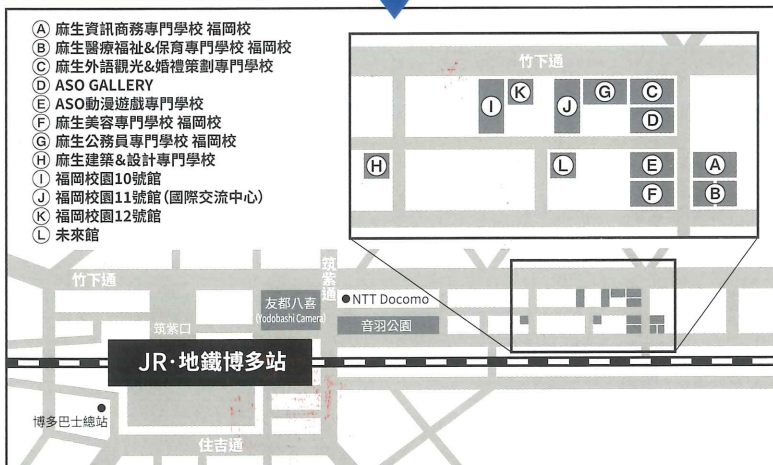 Ⓐ 麻生資訊商務專門學校 福岡校
Ⓑ 麻生醫療福祉&保育專門學校 福岡校
Ⓒ 麻生外語觀光&婚禮策劃專門學校
Ⓓ ASO GALLERY
Ⓔ ASO動漫遊戲專門學校
Ⓕ 麻生美容專門學校 福岡校
Ⓖ 麻生公務員專門學校 福岡校
Ⓗ 麻生建築&設計專門學校
Ⓘ 福岡校園10號館
Ⓙ 福岡校園11號館(國際交流中心)
Ⓚ 福岡校園12號館
Ⓛ 未來館
竹下通
Ⓘ Ⓚ Ⓙ Ⓖ Ⓒ
Ⓓ
Ⓗ Ⓛ Ⓔ Ⓐ
Ⓕ Ⓑ
竹下通
筑紫通
友都八喜
(Yodobashi Camera)
NTT Docomo
筑紫口
音羽公園
JR·地鐵博多站
博多巴士總站
住吉通